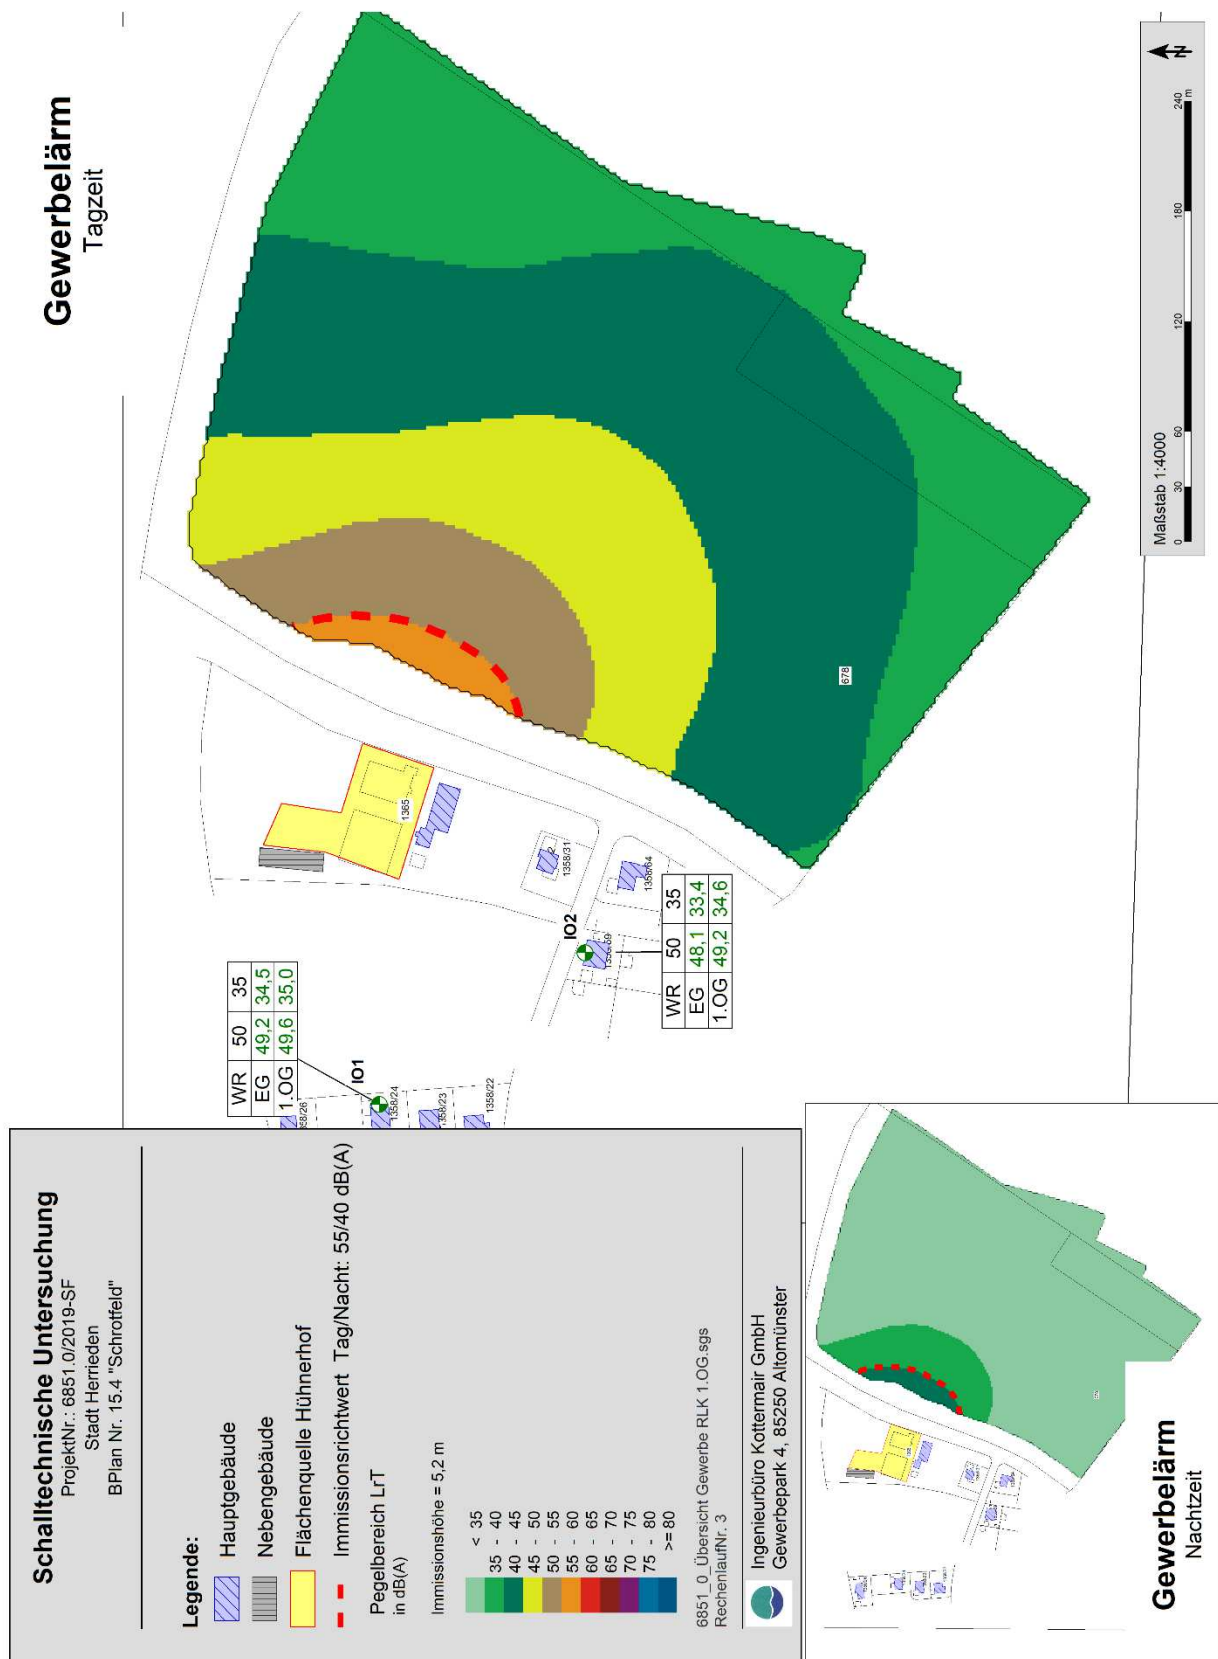 Schalltechnische Untersuchung
ProjektNr.: 6851.0/2019-SF
Stadt Herrieden
BPlan Nr. 15.4 "Schrotfeld"
Legende:
Hauptgebäude
Nebengebäude
Flächenquelle Hühnerhof
Immissionsrichtwert Tag/Nacht: 55/40 dB(A)
Pegelbereich LrT
in dB(A)
Immissionshöhe = 5,2 m
< 35
35 - 40
40 - 45
45 - 50
50 - 55
55 - 60
60 - 65
65 - 70
70 - 75
75 - 80
>= 80
6851_0_Übersicht Gewerbe RLK 1.OG.sgs
RechenlaufNr. 3
Ingenieurbüro Kottermair GmbH
Gewerbepark 4, 85250 Altomünster
Gewerbelärm
Tagzeit
WR 50 35
EG 49,2 34,5
1.OG 49,6 35,0
IO1
1358/24
1358/23
1358/22
1365
1358/31
1358/64
IO2
WR 50 35
EG 48,1 33,4
1.OG 49,2 34,6
678
Maßstab 1:4000
0 30 60 120 180 240
m
N
Gewerbelärm
Nachtzeit